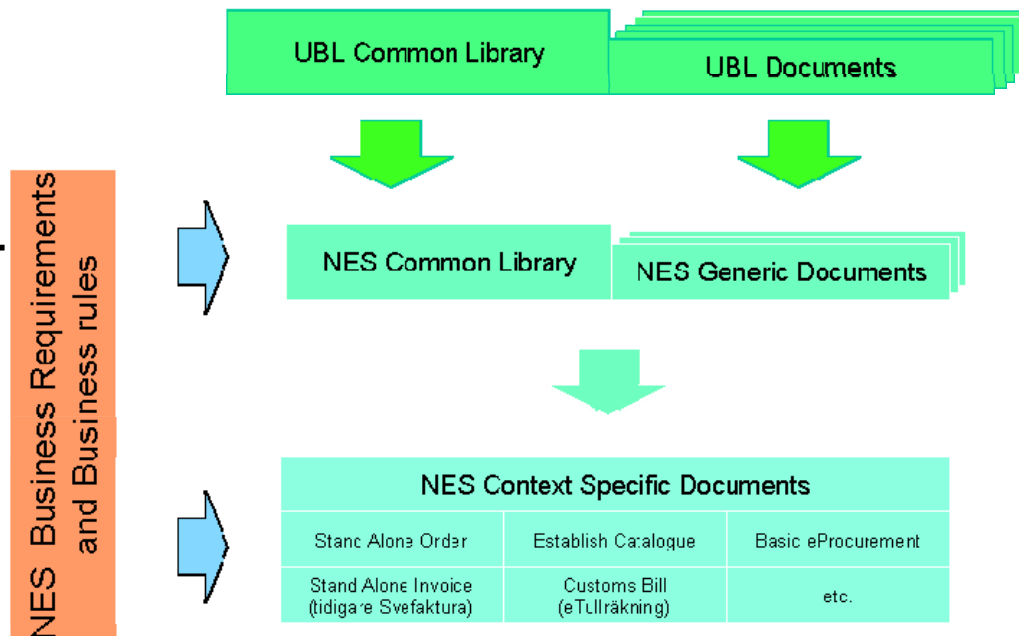 UBL Common Library
UBL Documents
NES Business Requirements
and Business rules
NES Common Library
NES Generic Documents
NES Context Specific Documents
Stand Alone Order
Establish Catalogue
Basic eProcurement
Stand Alone Invoice
(tidigare Svefaktura)
Customs Bill
(eTullräkning)
etc.